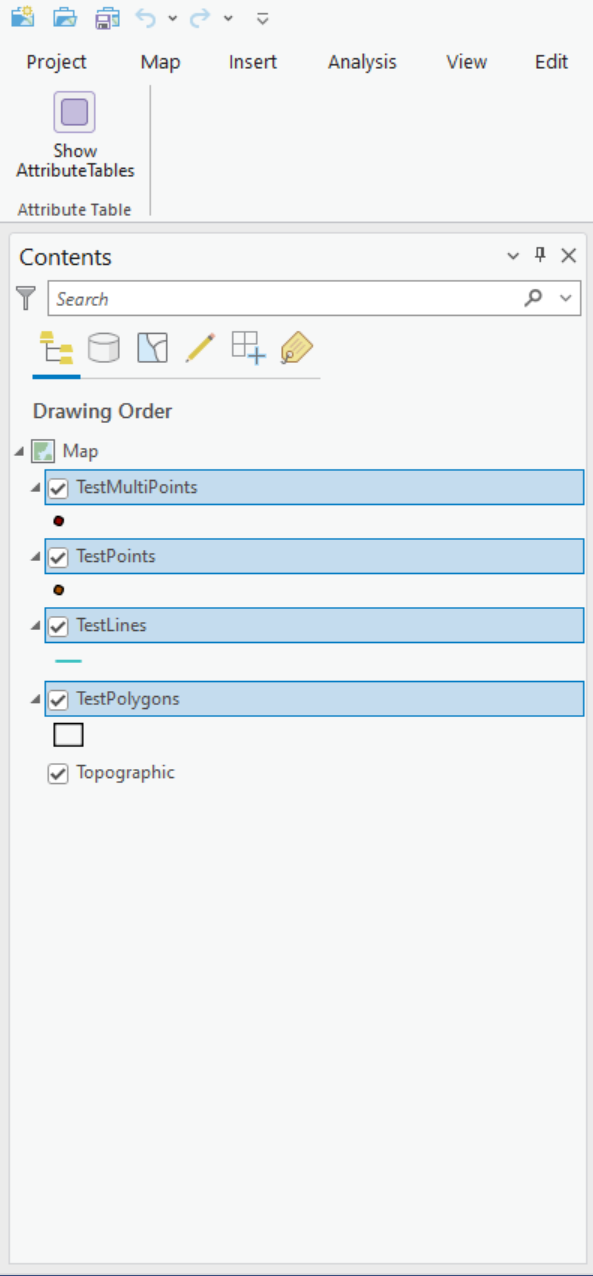 Project Map Insert Analysis View Edit
Show
AttributeTables
Attribute Table
Contents
Search
Drawing Order
Map
TestMultiPoints
TestPoints
TestLines
TestPolygons
Topographic